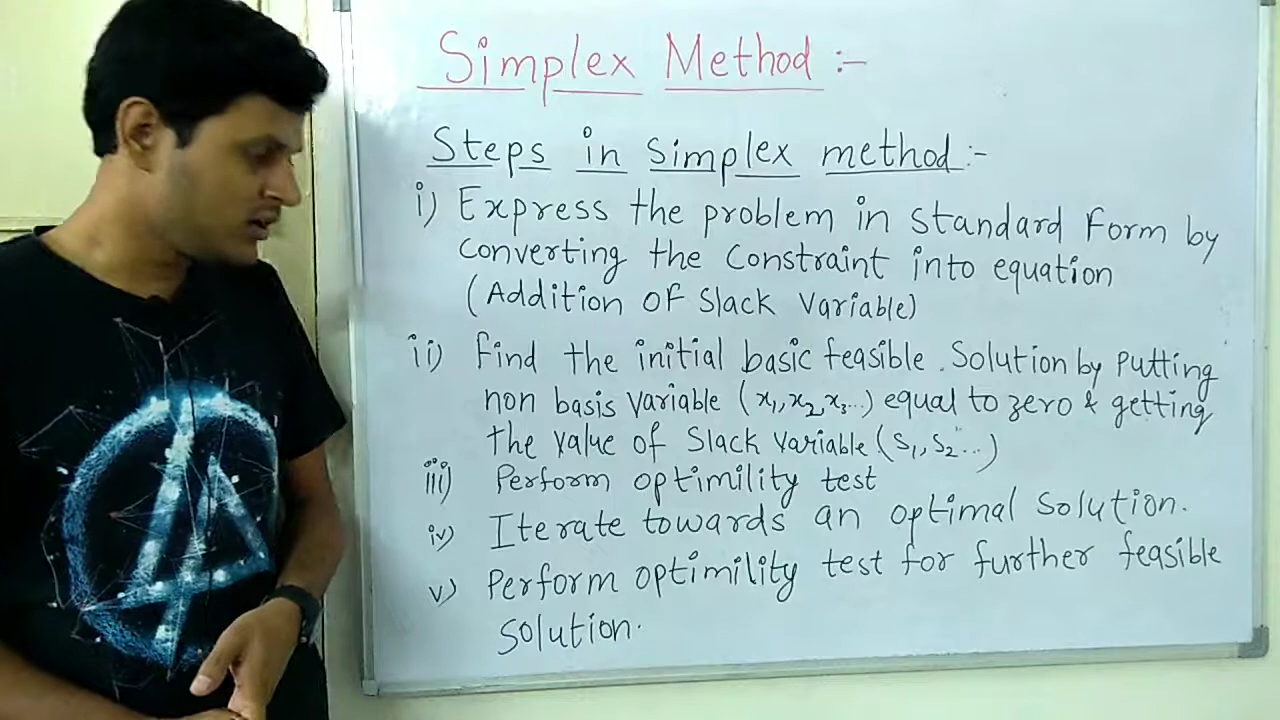 Simplex Method :-
Steps in Simplex method :-
i) Express the problem in Standard Form by
Converting the Constraint into equation
(Addition OF Slack Variable)
ii) Find the initial basic feasible . Solution by Putting
non basis Variable (x₁, x₂, x₃...) equal to zero & getting
the value of Slack Variable (S₁, S₂...)
iii) Perform optimility test
iv) Iterate towards an optimal Solution.
v) Perform optimility test for further feasible
Solution.